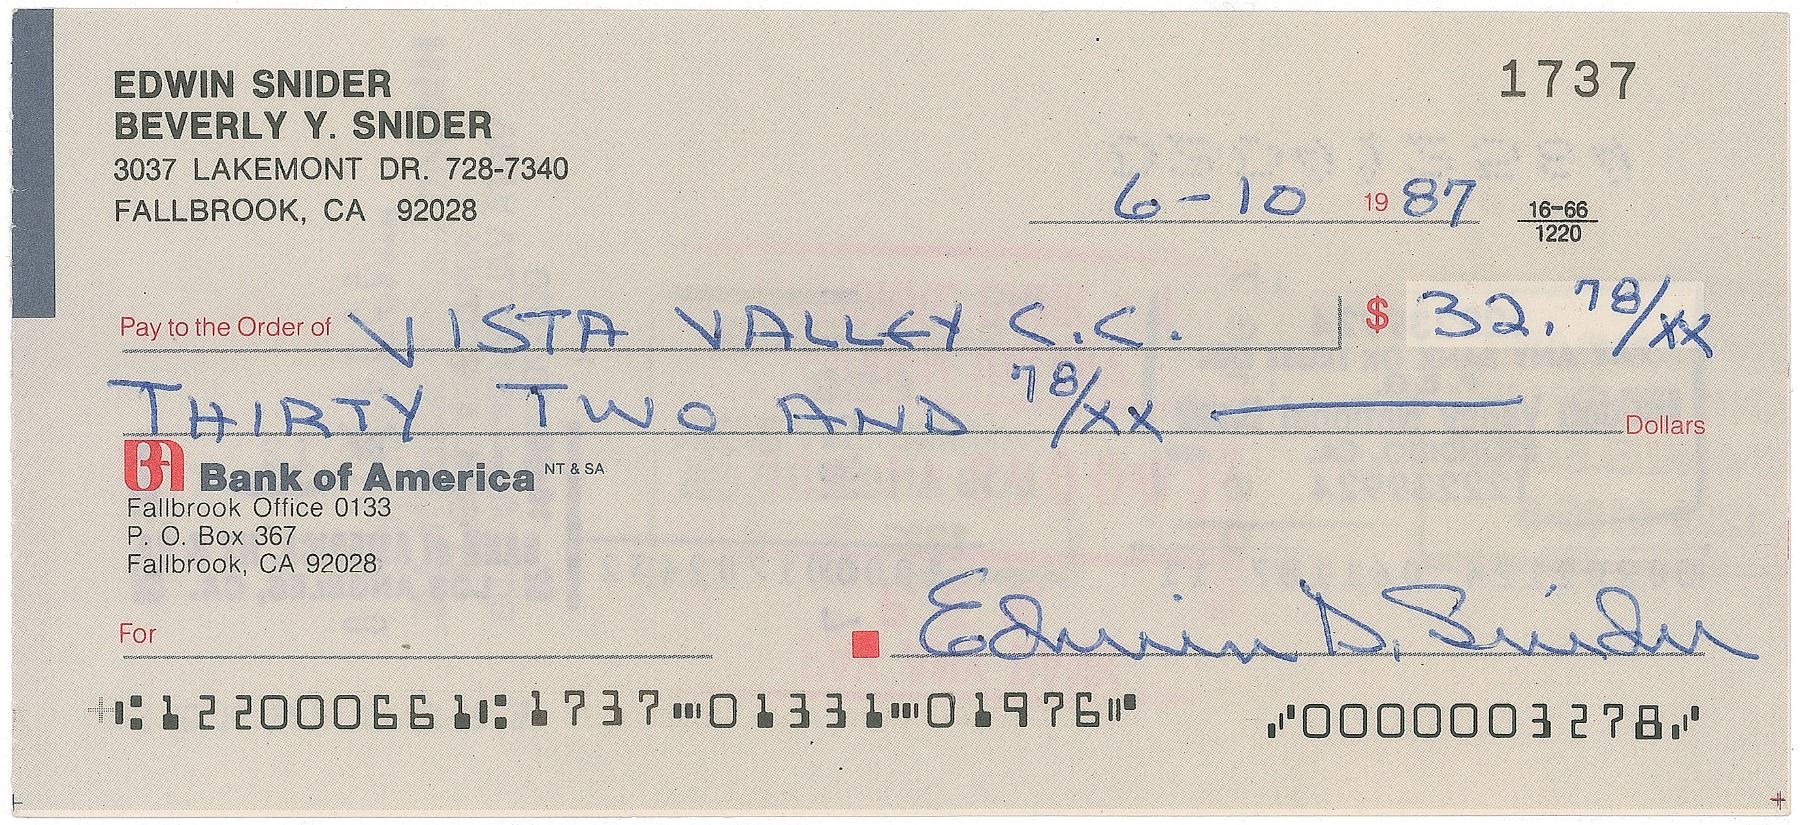 EDWIN SNIDER
BEVERLY Y. SNIDER
3037 LAKEMONT DR. 728-7340
FALLBROOK, CA 92028
1737
6-10 1987
16-66
1220
Pay to the Order of VISTA VALLEY C.C. $ 32.78/xx
THIRTY TWO AND 78/xx Dollars
BA Bank of America NT & SA
Fallbrook Office 0133
P. O. Box 367
Fallbrook, CA 92028
For Edwin D. Snider
⑆122000661⑆1737⑉01331⑉01976⑈ ⑇0000003278⑇